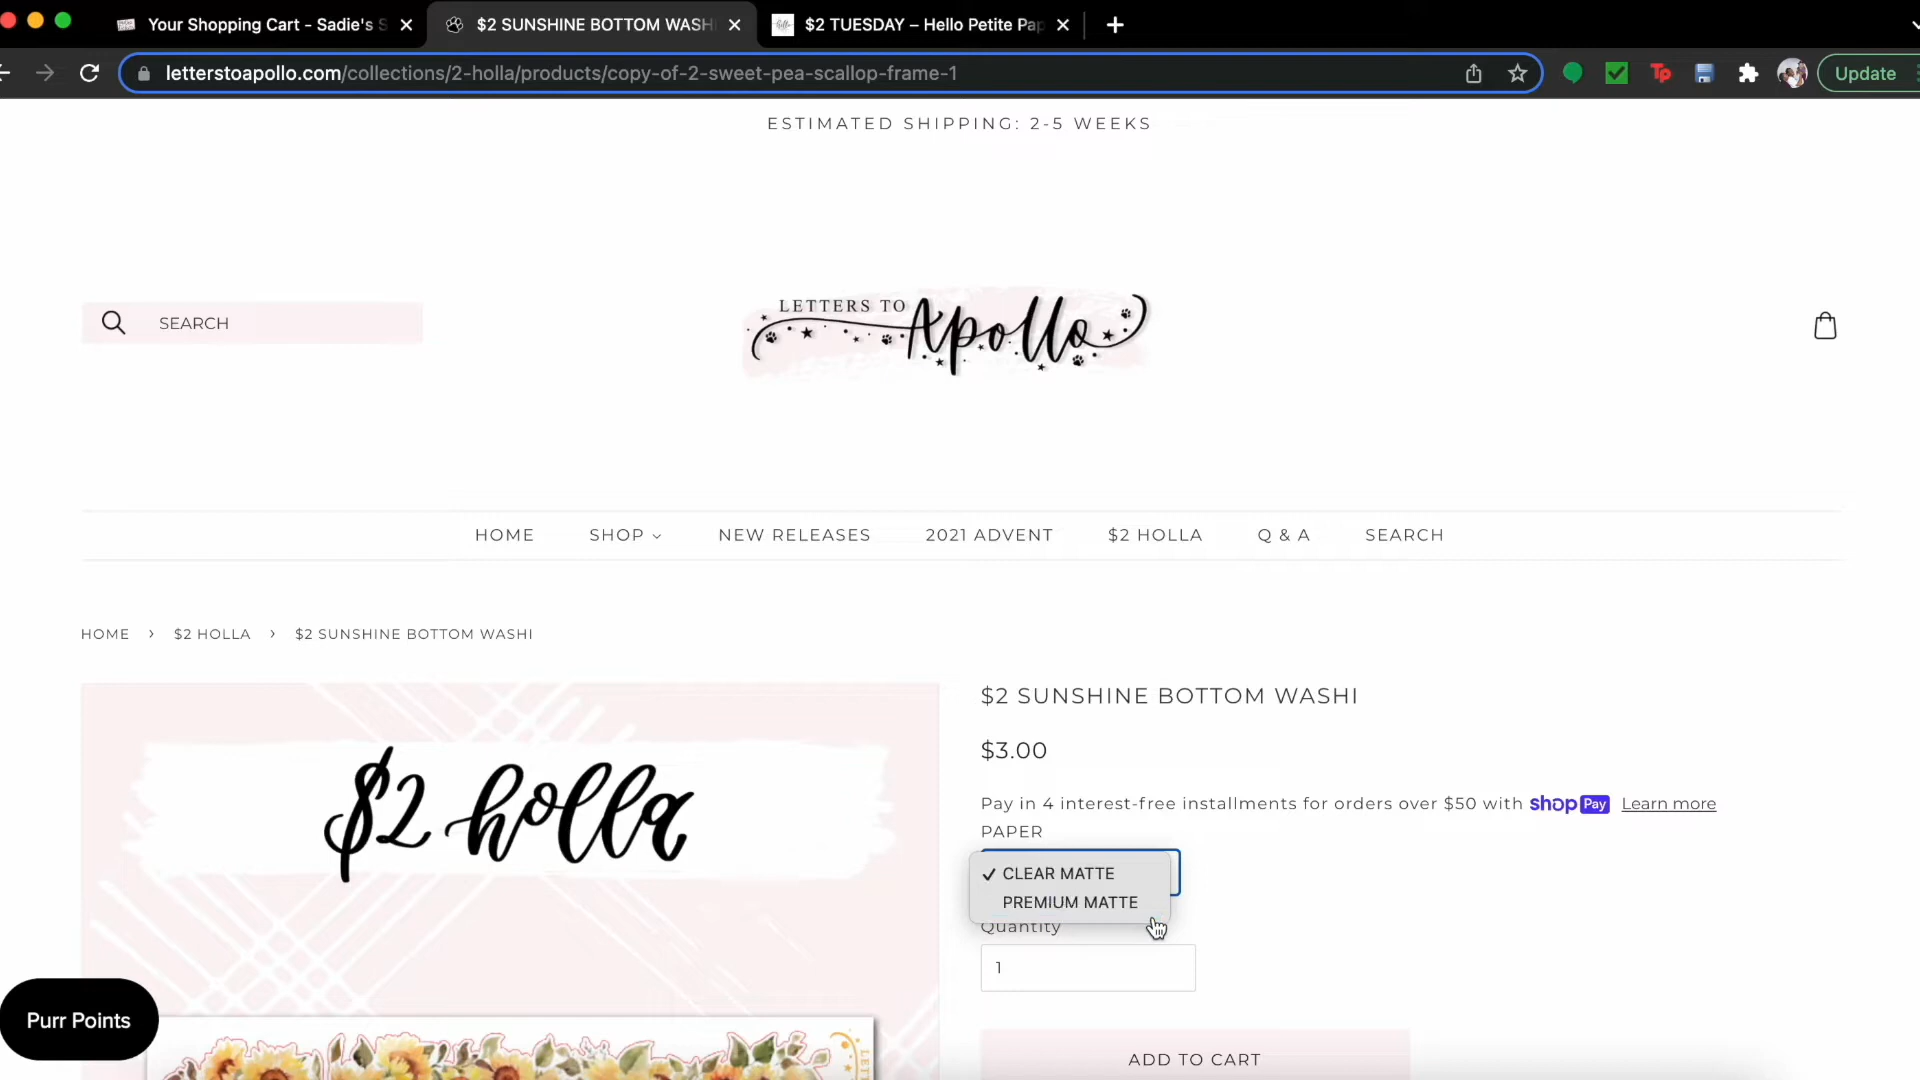 Your Shopping Cart - Sadie's S
$2 SUNSHINE BOTTOM WASH
$2 TUESDAY – Hello Petite Pap
letterstoapollo.com/collections/2-holla/products/copy-of-2-sweet-pea-scallop-frame-1
Update
ESTIMATED SHIPPING: 2-5 WEEKS
SEARCH
LETTERS TO Apollo
HOME
SHOP
NEW RELEASES
2021 ADVENT
$2 HOLLA
Q & A
SEARCH
HOME › $2 HOLLA › $2 SUNSHINE BOTTOM WASHI
$2 holla
$2 SUNSHINE BOTTOM WASHI
$3.00
Pay in 4 interest-free installments for orders over $50 with shop Pay Learn more
PAPER
✓ CLEAR MATTE
PREMIUM MATTE
Quantity
1
ADD TO CART
Purr Points